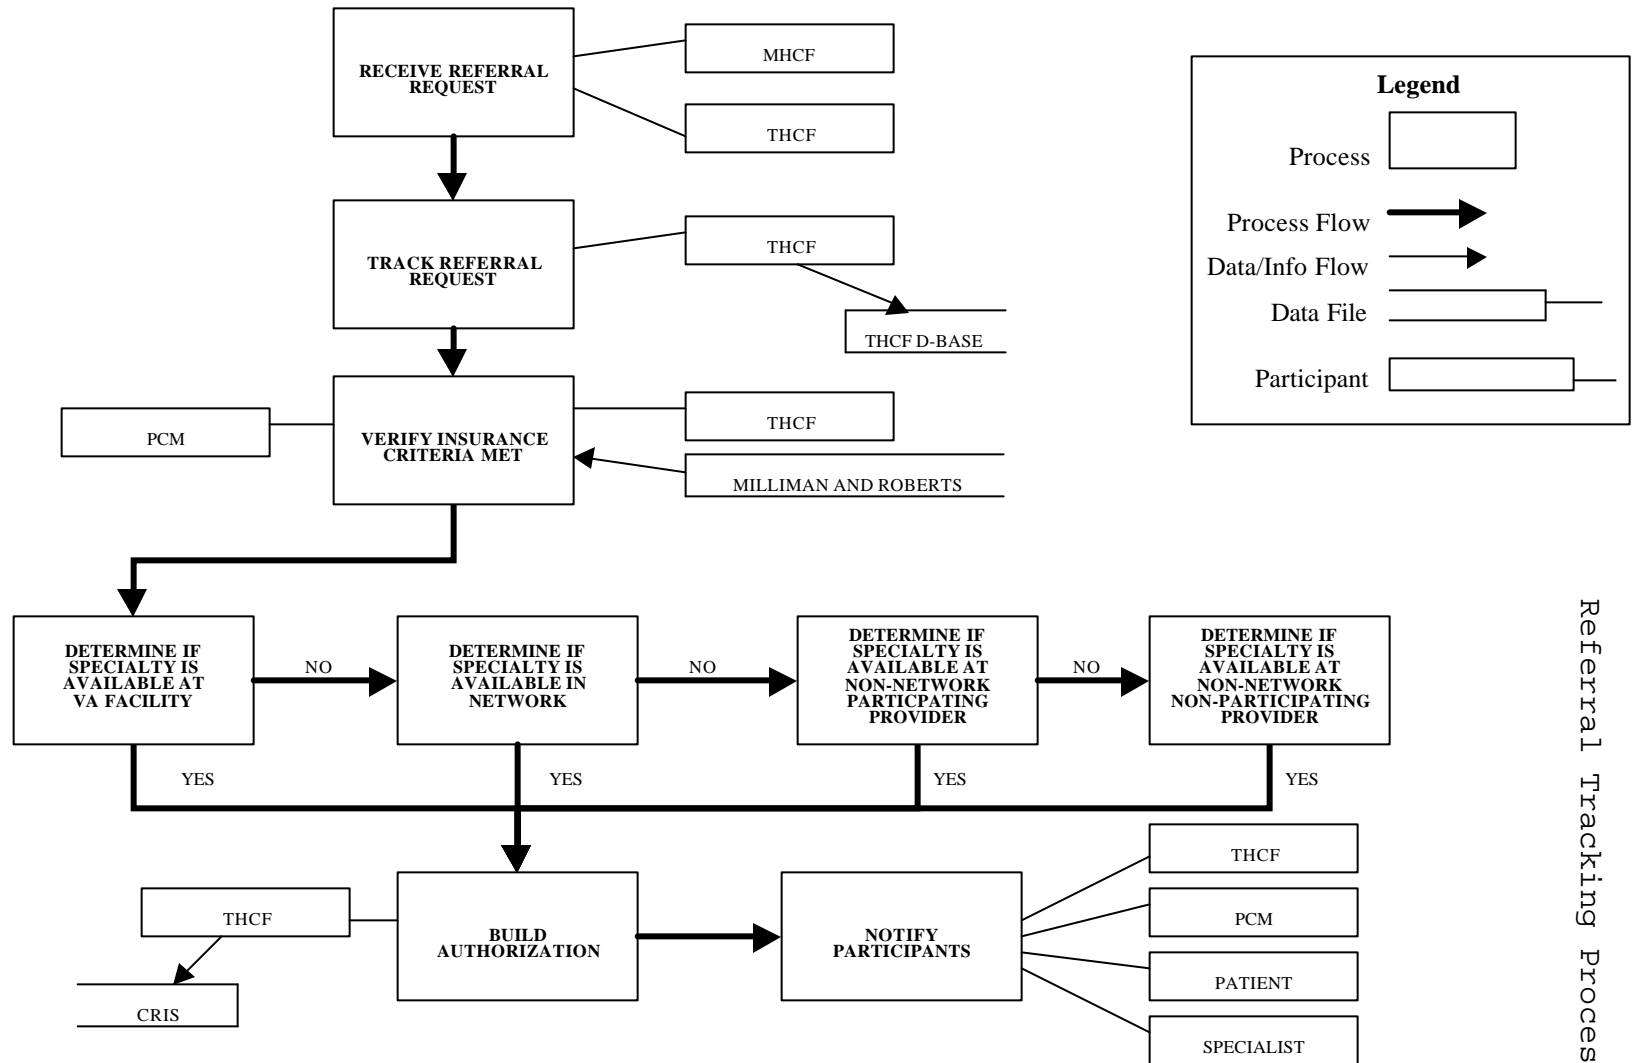 RECEIVE REFERRAL
REQUEST
MHCF
THCF
Legend
Process
Process Flow
Data/Info Flow
Data File
Participant
TRACK REFERRAL
REQUEST
THCF
THCF D-BASE
PCM
VERIFY INSURANCE
CRITERIA MET
THCF
MILLIMAN AND ROBERTS
DETERMINE IF
SPECIALTY IS
AVAILABLE AT
VA FACILITY
NO
DETERMINE IF
SPECIALTY IS
AVAILABLE IN
NETWORK
NO
DETERMINE IF
SPECIALTY IS
AVAILABLE AT
NON-NETWORK
PARTICPATING
PROVIDER
NO
DETERMINE IF
SPECIALTY IS
AVAILABLE AT
NON-NETWORK
NON-PARTICIPATING
PROVIDER
YES
YES
YES
YES
THCF
CRIS
BUILD
AUTHORIZATION
NOTIFY
PARTICIPANTS
THCF
PCM
PATIENT
SPECIALIST
Referral Tracking Proces